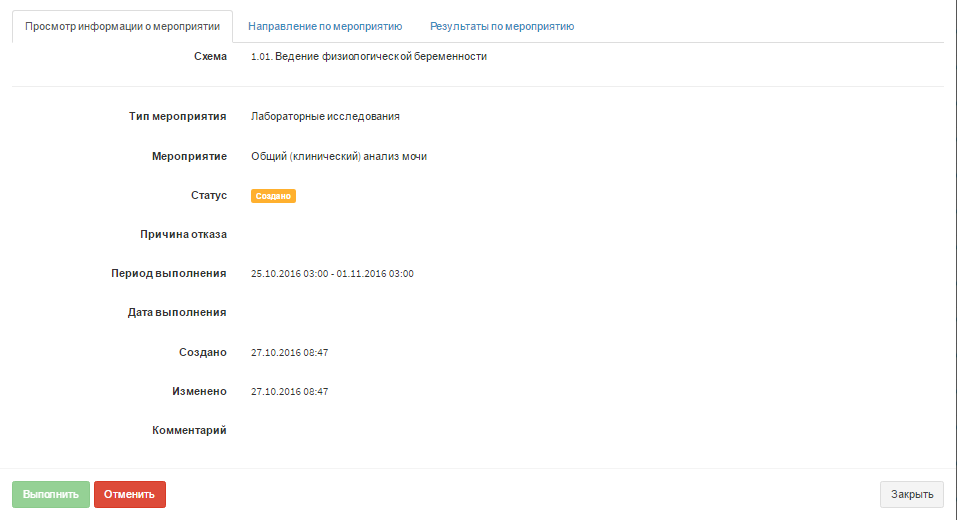 Просмотр информации о мероприятии Направление по мероприятию Результаты по мероприятию
Схема 1.01. Ведение физиологической беременности
Тип мероприятия Лабораторные исследования
Мероприятие Общий (клинический) анализ мочи
Статус Создано
Причина отказа
Период выполнения 25.10.2016 03:00 - 01.11.2016 03:00
Дата выполнения
Создано 27.10.2016 08:47
Изменено 27.10.2016 08:47
Комментарий
Выполнить Отменить Закрыть